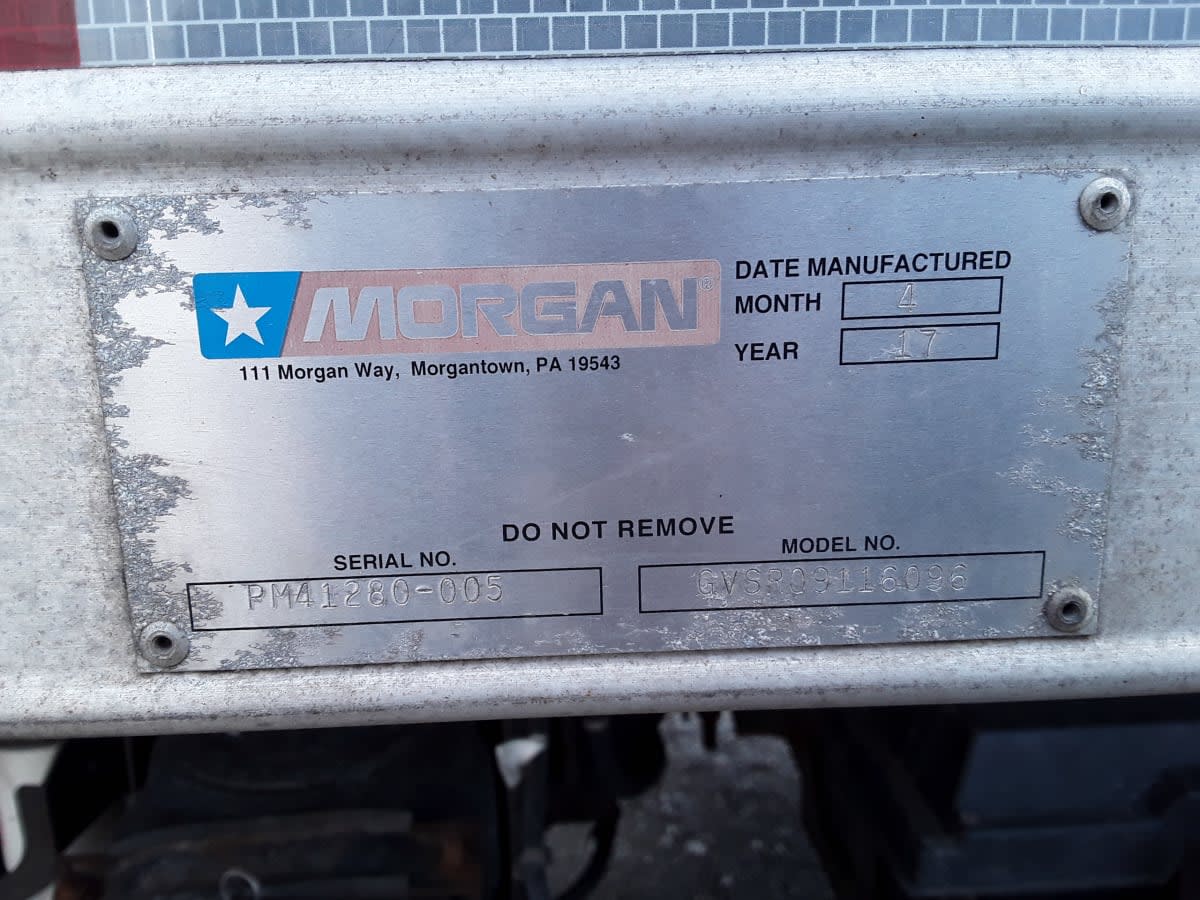 MORGAN®
111 Morgan Way, Morgantown, PA 19543
DATE MANUFACTURED
MONTH 4
YEAR 17
DO NOT REMOVE
SERIAL NO.
PM41280-005
MODEL NO.
GVSR09116096